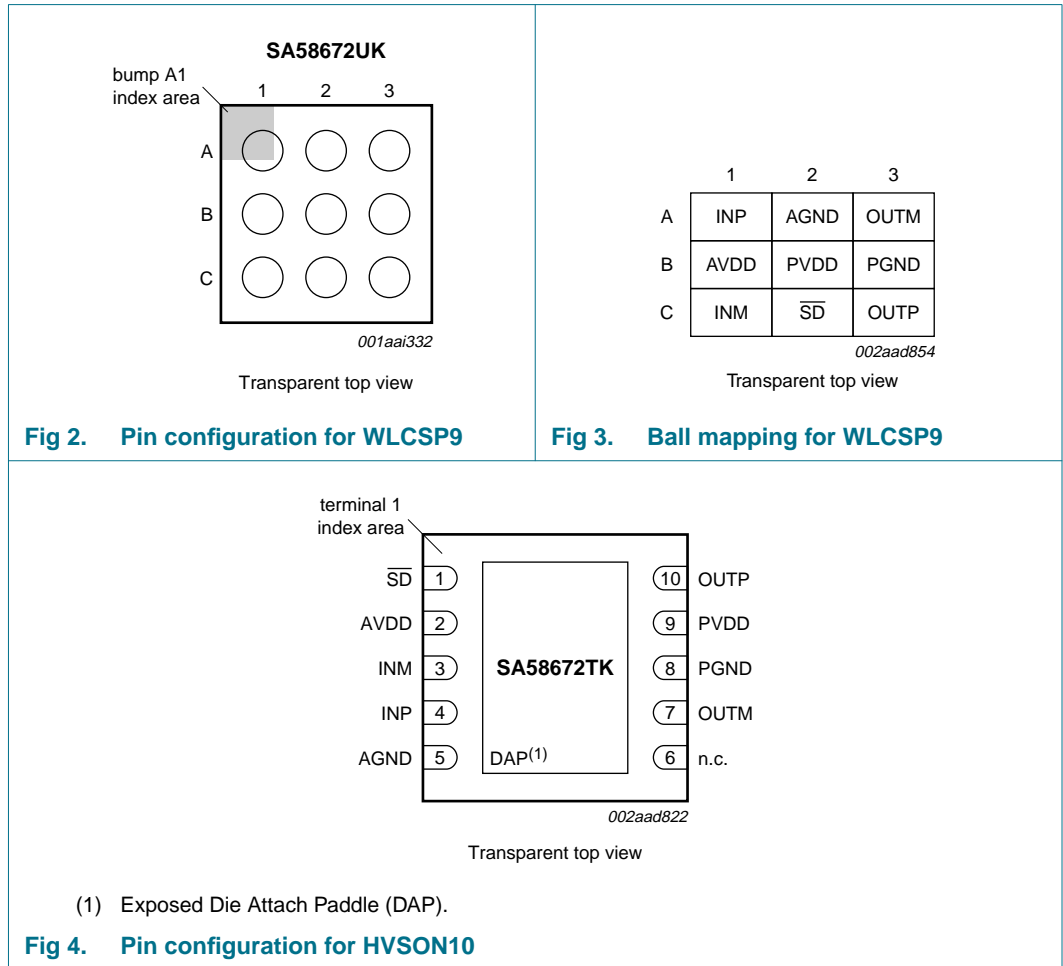 SA58672UK
bump A1
index area
1 2 3
A
B
C
001aai332
Transparent top view
Fig 2. Pin configuration for WLCSP9
1 2 3
A INP AGND OUTM
B AVDD PVDD PGND
C INM S̅D̅ OUTP
002aad854
Transparent top view
Fig 3. Ball mapping for WLCSP9
terminal 1
index area
S̅D̅ 1 10 OUTP
AVDD 2 9 PVDD
INM 3 SA58672TK 8 PGND
INP 4 7 OUTM
AGND 5 DAP(1) 6 n.c.
002aad822
Transparent top view
(1) Exposed Die Attach Paddle (DAP).
Fig 4. Pin configuration for HVSON10